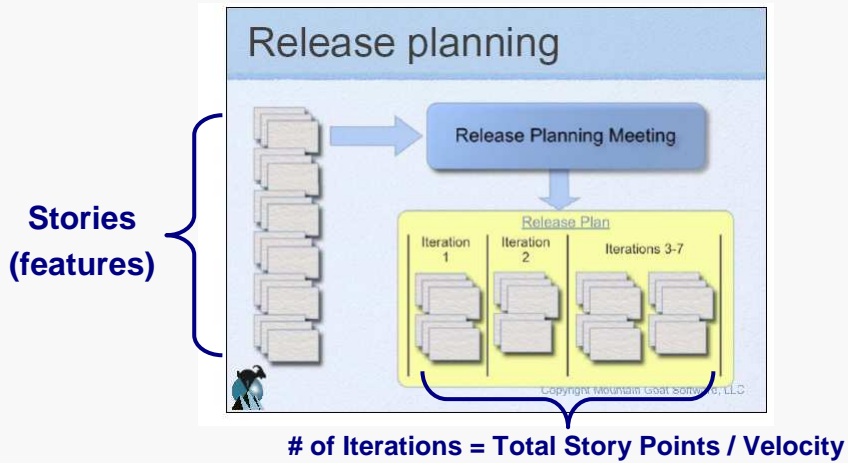 Release planning
Release Planning Meeting
Stories
(features)
Release Plan
Iteration
1
Iteration
2
Iterations 3-7
Copyright Mountain Goat Software, LLC
# of Iterations = Total Story Points / Velocity